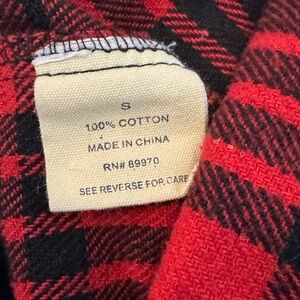 S
100% COTTON
MADE IN CHINA
RN# 89970
SEE REVERSE FOR CARE